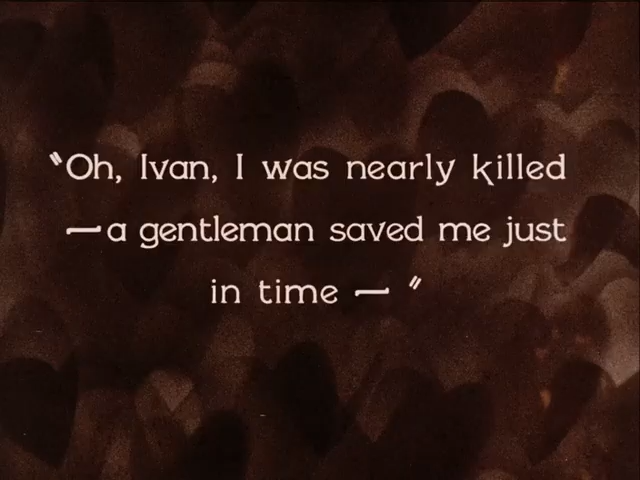 "Oh, Ivan, I was nearly killed
—a gentleman saved me just
in time — "